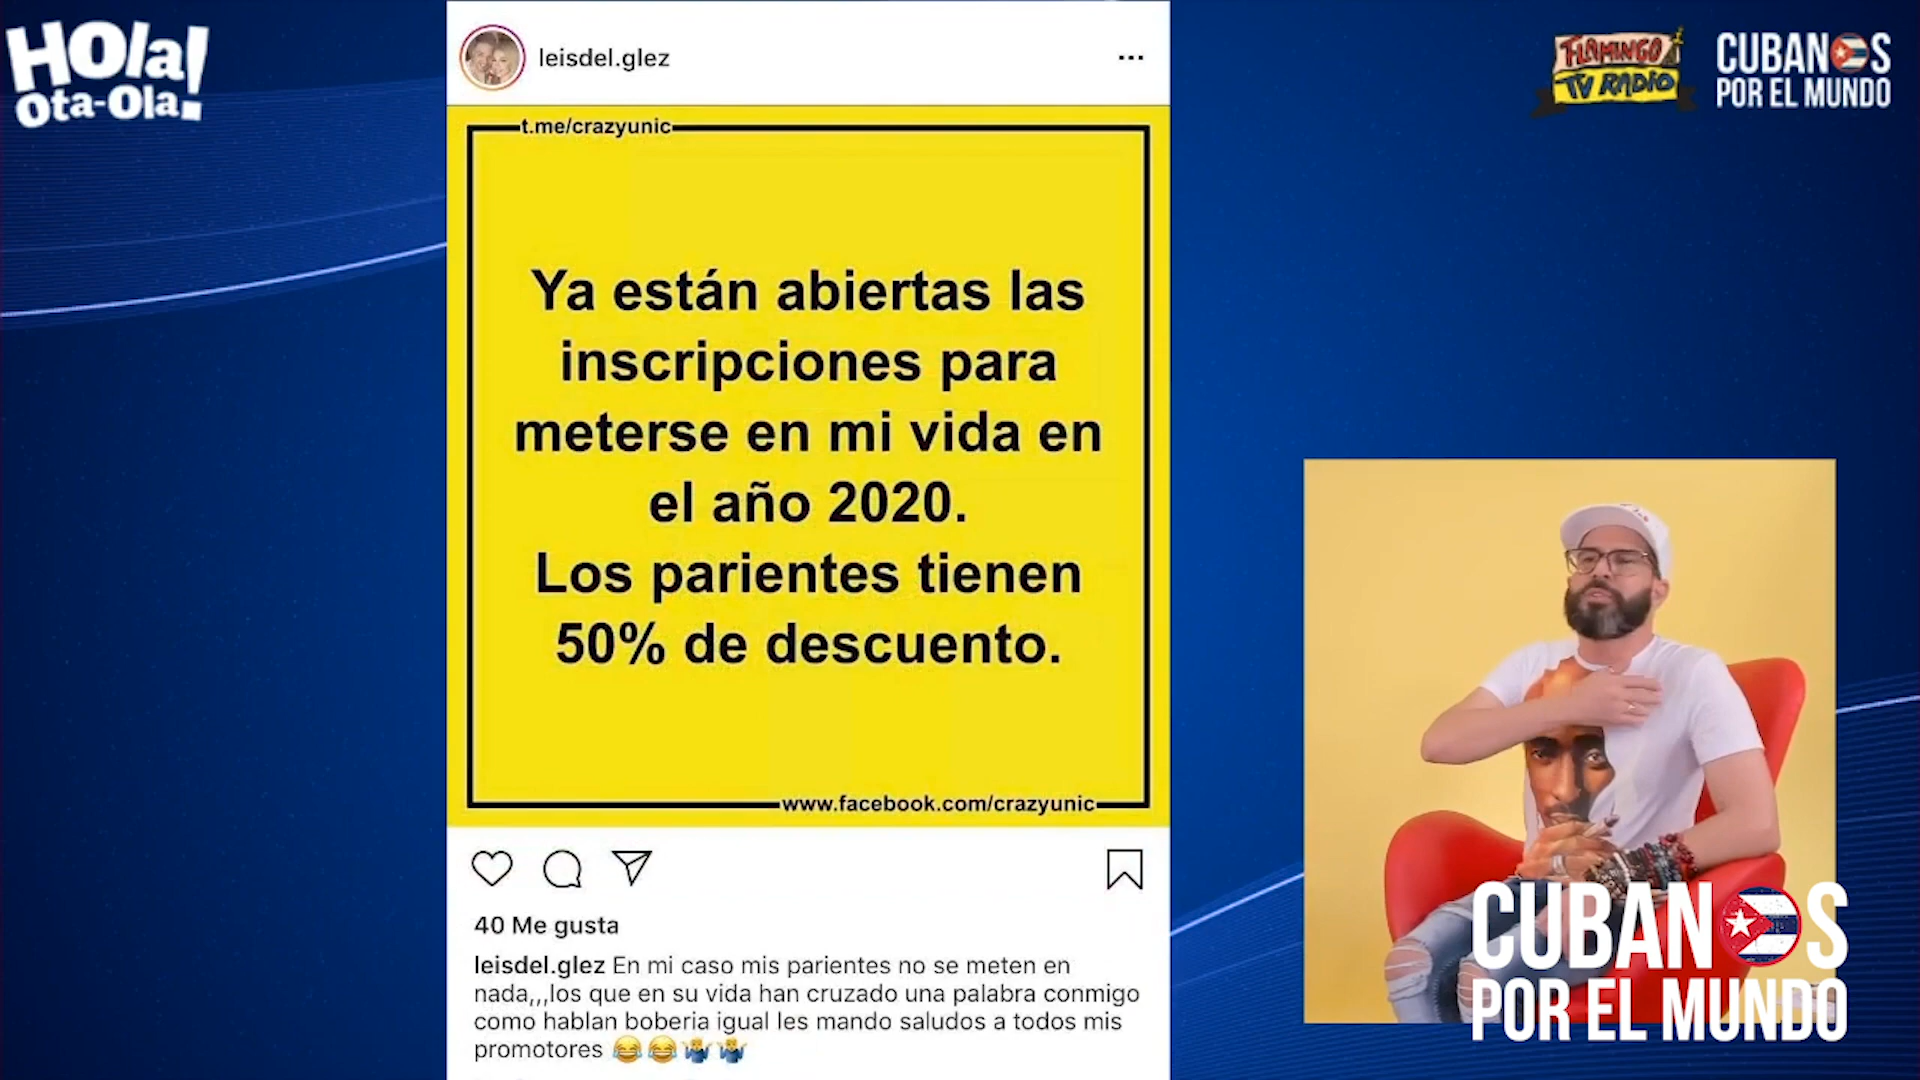 HOla!
Ota-Ola!
leisdel.glez
FLAMINGO
TV RADIO
CUBANOS
POR EL MUNDO
t.me/crazyunic
Ya están abiertas las
inscripciones para
meterse en mi vida en
el año 2020.
Los parientes tienen
50% de descuento.
www.facebook.com/crazyunic
40 Me gusta
leisdel.glez En mi caso mis parientes no se meten en
nada,,,los que en su vida han cruzado una palabra conmigo
como hablan boberia igual les mando saludos a todos mis
promotores 😂😂🤷‍♂️🤷‍♂️
CUBANOS
POR EL MUNDO